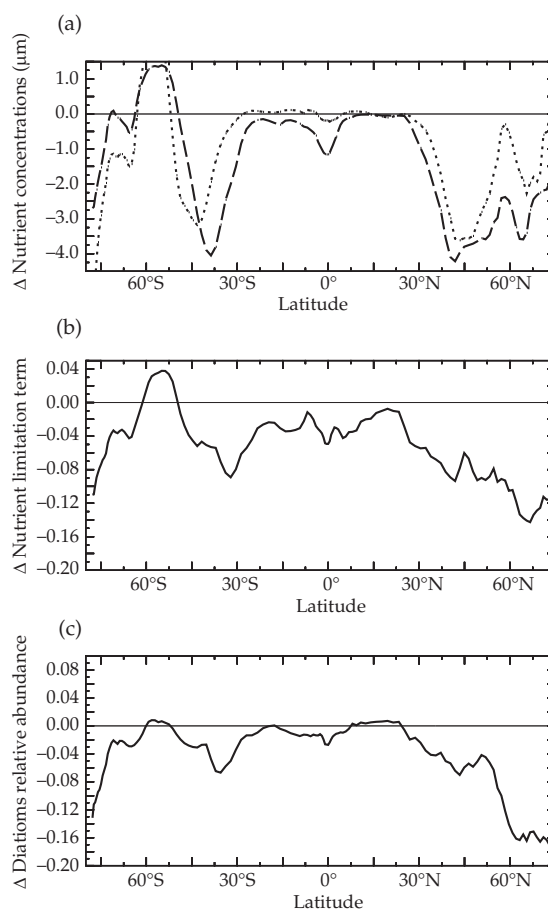 (a)
Δ Nutrient concentrations (μm)
1.0
0.0
−1.0
−2.0
−3.0
−4.0
60°S 30°S 0° 30°N 60°N
Latitude
(b)
Δ Nutrient limitation term
0.04
0.00
−0.04
−0.08
−0.12
−0.16
−0.20
60°S 30°S 0° 30°N 60°N
Latitude
(c)
Δ Diatioms relative abundance
0.08
0.04
0.00
−0.04
−0.08
−0.12
−0.16
−0.20
60°S 30°S 0° 30°N 60°N
Latitude